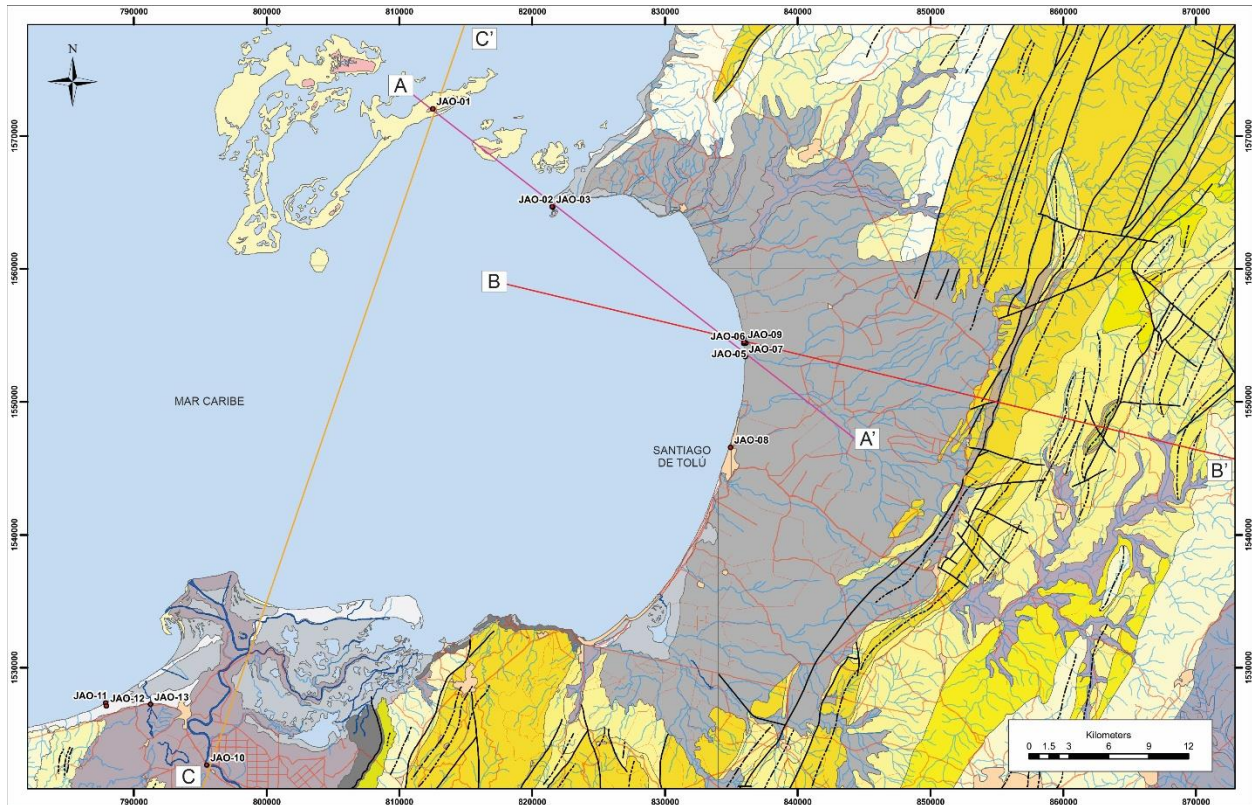 790000 800000 810000 820000 830000 840000 850000 860000 870000
N
C'
A
JAO-01
1570000 1570000
JAO-02 JAO-03
1560000 1560000
B
JAO-06 JAO-09
JAO-05 JAO-07
1550000 1550000
MAR CARIBE
A'
JAO-08
SANTIAGO
DE TOLÚ
B'
1540000 1540000
1530000 1530000
JAO-11 JAO-12 JAO-13
Kilometers
0 1.5 3 6 9 12
JAO-10
C
790000 800000 810000 820000 830000 840000 850000 860000 870000